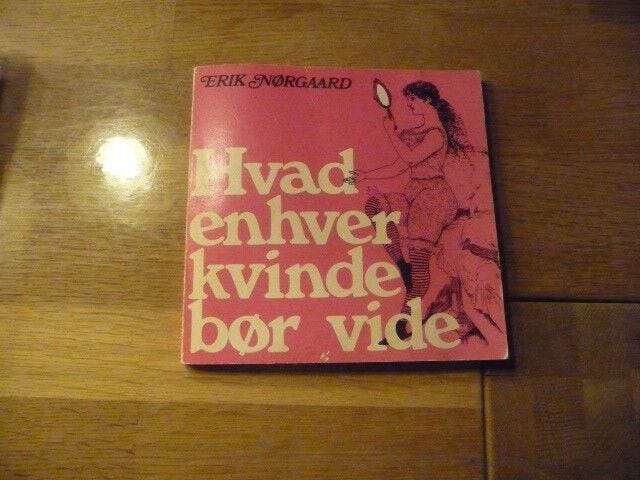 ERIK NØRGAARD
Hvad
enhver
kvinde
bør vide